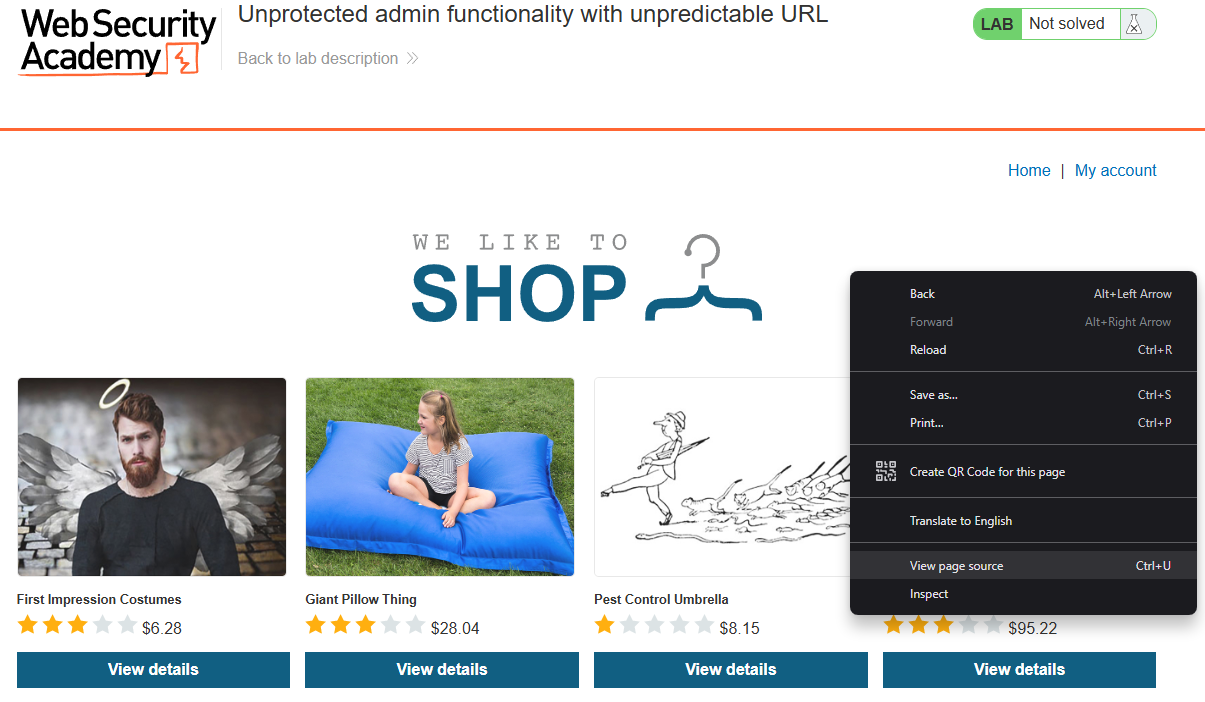 Web Security
Academy
Unprotected admin functionality with unpredictable URL
Back to lab description
LAB Not solved
Home | My account
WE LIKE TO
SHOP
Back Alt+Left Arrow
Forward Alt+Right Arrow
Reload Ctrl+R
Save as... Ctrl+S
Print... Ctrl+P
Create QR Code for this page
Translate to English
View page source Ctrl+U
Inspect
First Impression Costumes
$6.28
View details
Giant Pillow Thing
$28.04
View details
Pest Control Umbrella
$8.15
View details
$95.22
View details